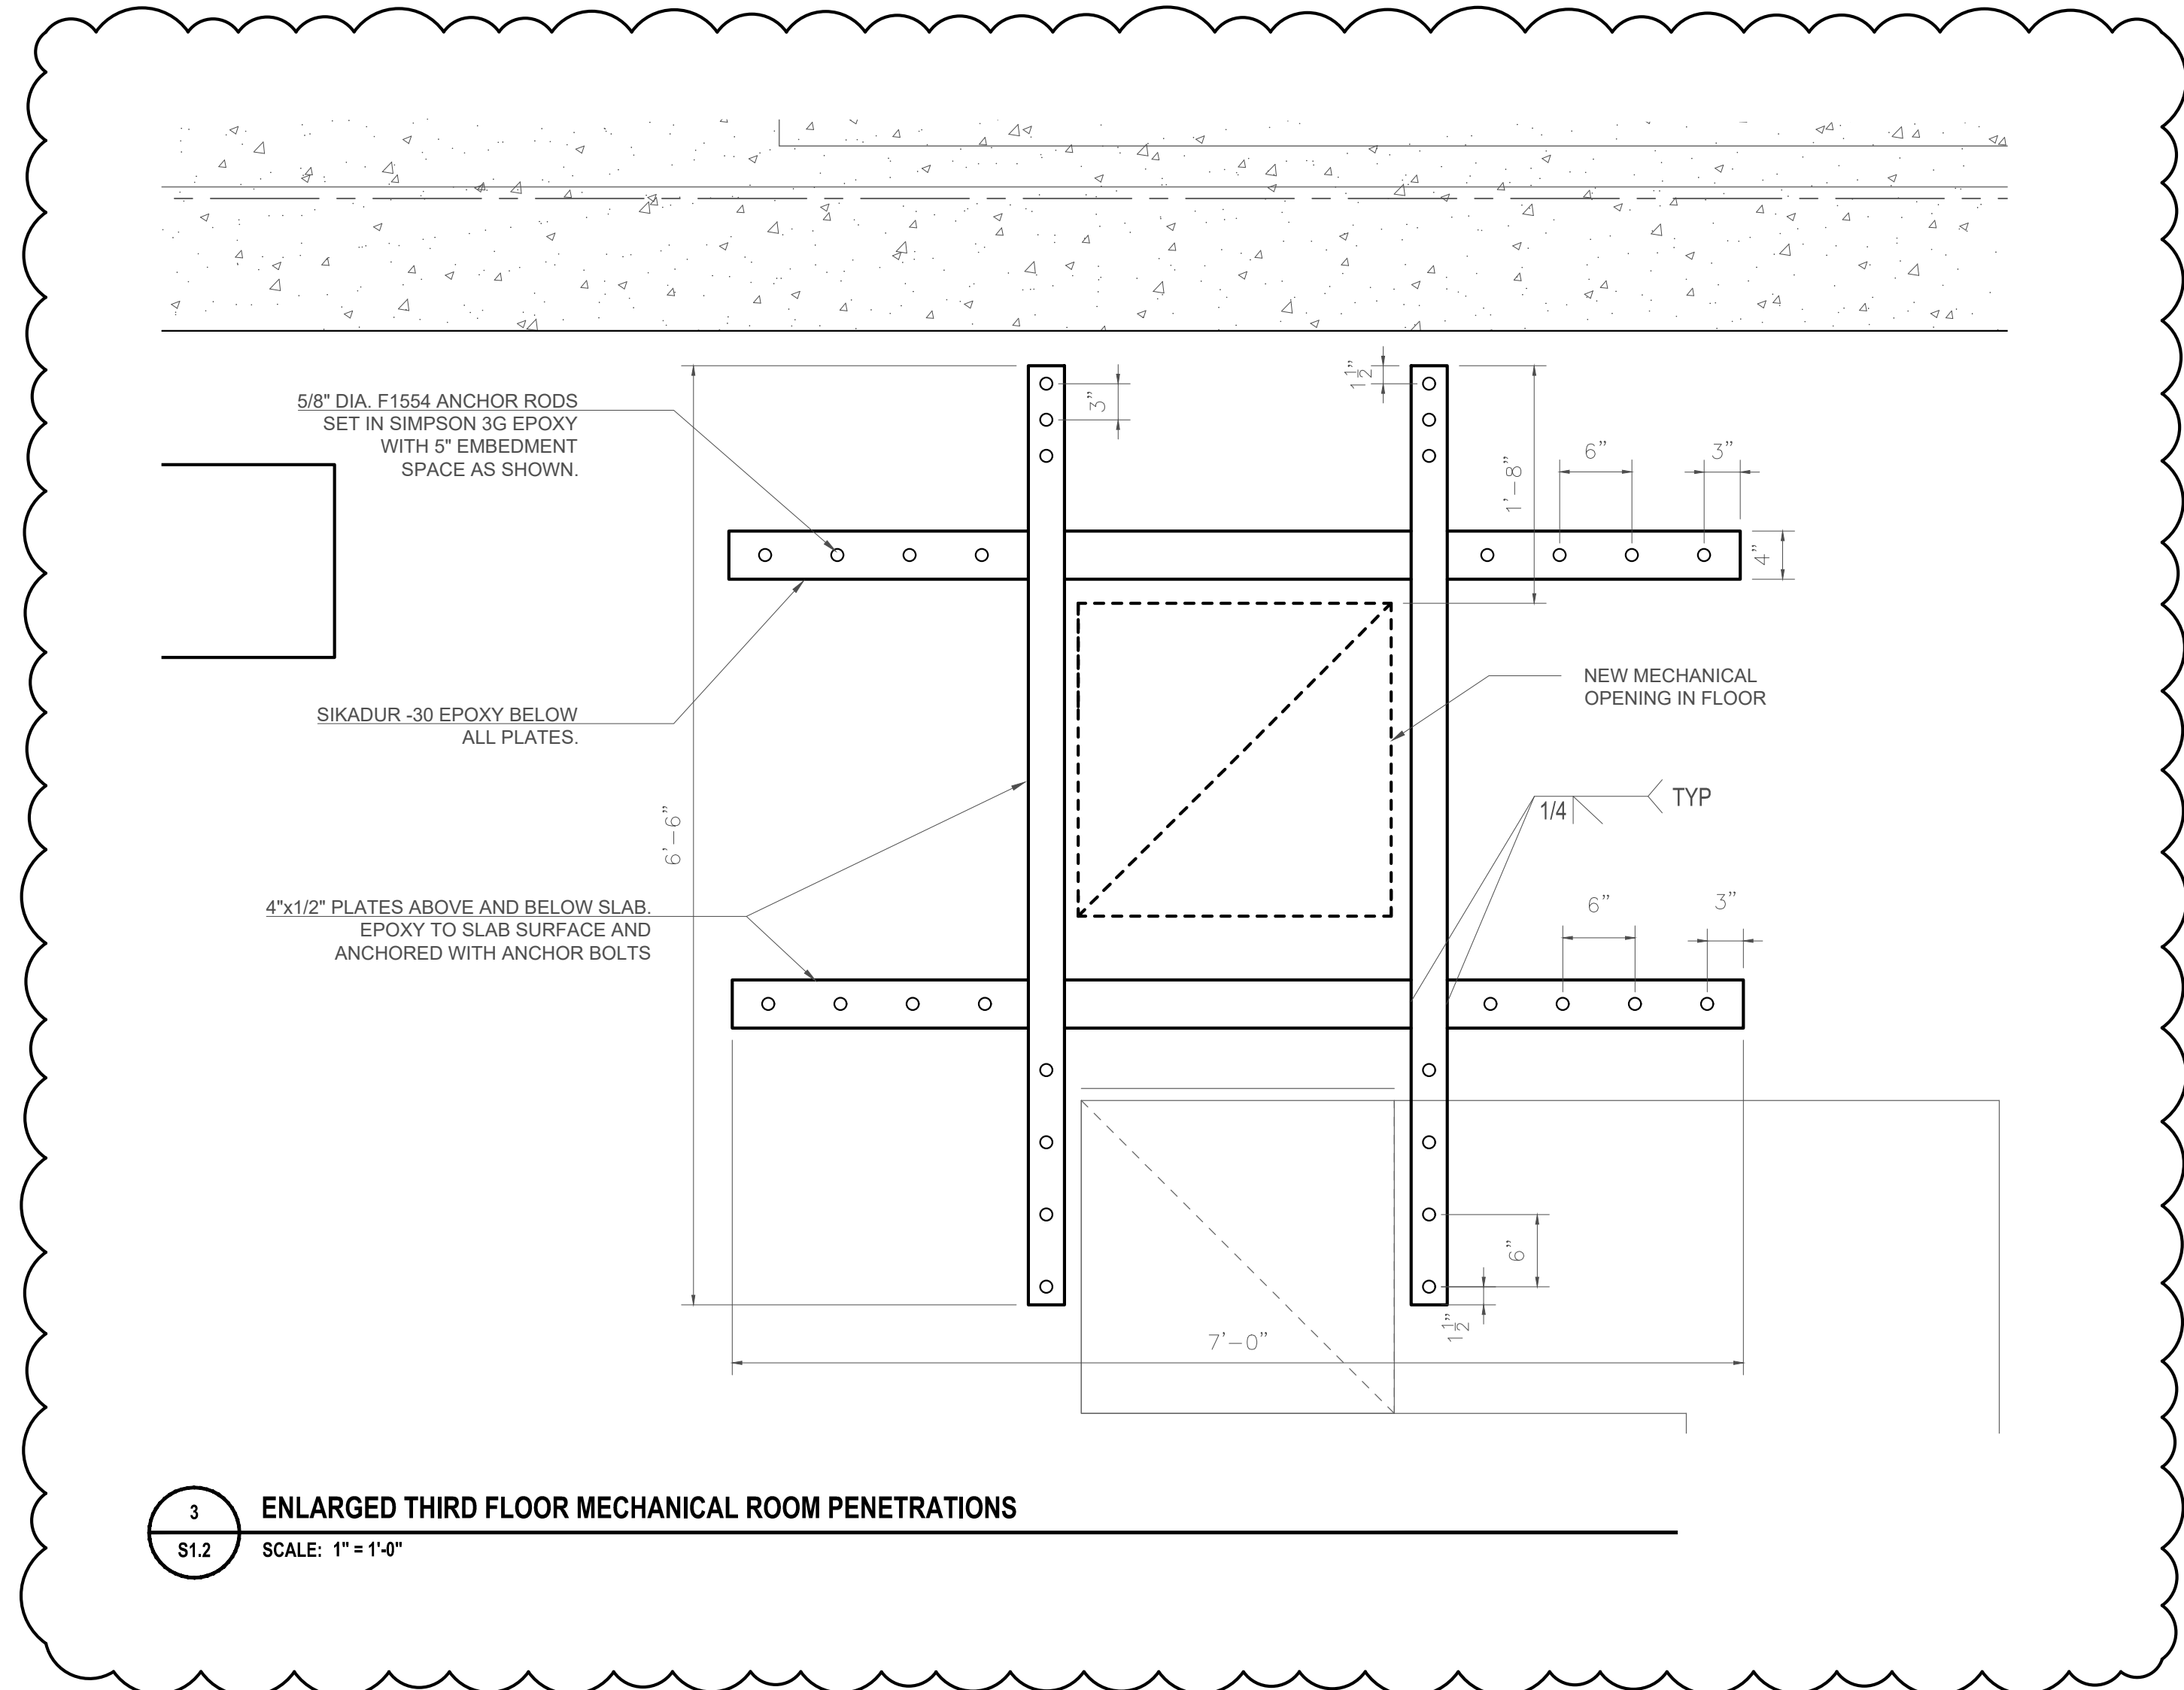 5/8" DIA. F1554 ANCHOR RODS
SET IN SIMPSON 3G EPOXY
WITH 5" EMBEDMENT
SPACE AS SHOWN.
3"
1 1/2"
1'-8"
6"
3"
4"
SIKADUR -30 EPOXY BELOW
ALL PLATES.
NEW MECHANICAL
OPENING IN FLOOR
6'-6"
1/4
TYP
4"x1/2" PLATES ABOVE AND BELOW SLAB.
EPOXY TO SLAB SURFACE AND
ANCHORED WITH ANCHOR BOLTS
6"
3"
6"
1 1/2"
7'-0"
3
S1.2
ENLARGED THIRD FLOOR MECHANICAL ROOM PENETRATIONS
SCALE: 1" = 1'-0"